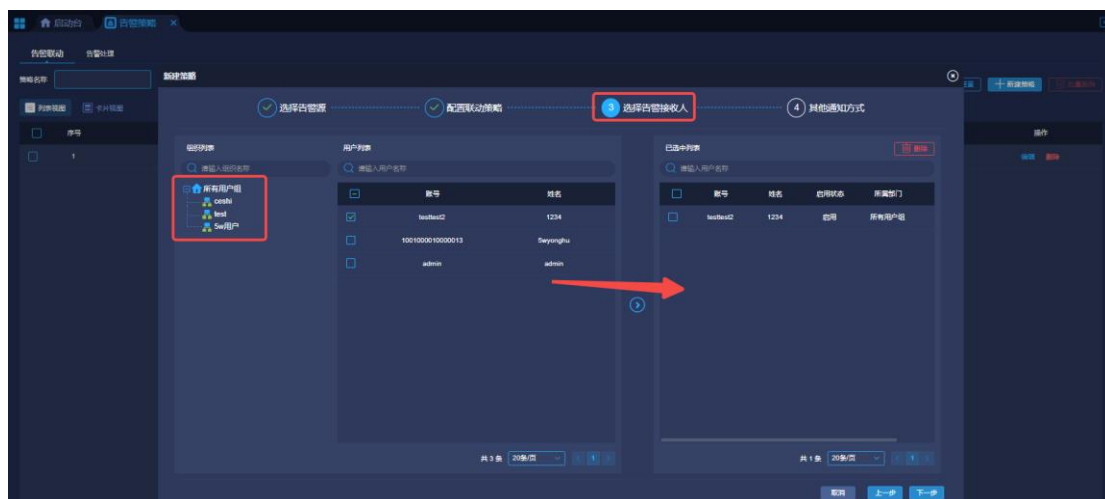 启动台 告警策略 ×
告警联动 告警处理
策略名称
新建策略
新建策略
列表视图 卡片视图
选择告警源 配置联动策略 3 选择告警接收人 4 其他通知方式
序号 操作
1 编辑 删除
组织列表 用户列表 已选中列表 删除
请输入组织名称 请输入用户名称 请输入用户名称
所有用户组
ceshi
test
5w用户
账号 姓名
testtest2 1234
1001000010000013 5wyonghu
admin admin
账号 姓名 启用状态 所属部门
testtest2 1234 启用 所有用户组
共 3 条 20条/页 1
共 1 条 20条/页 1
取消 上一步 下一步